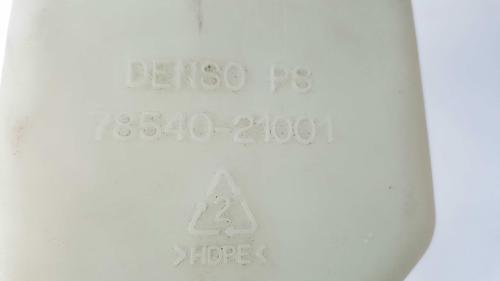 DENSO PS
78540-21001
2
>HDPE<